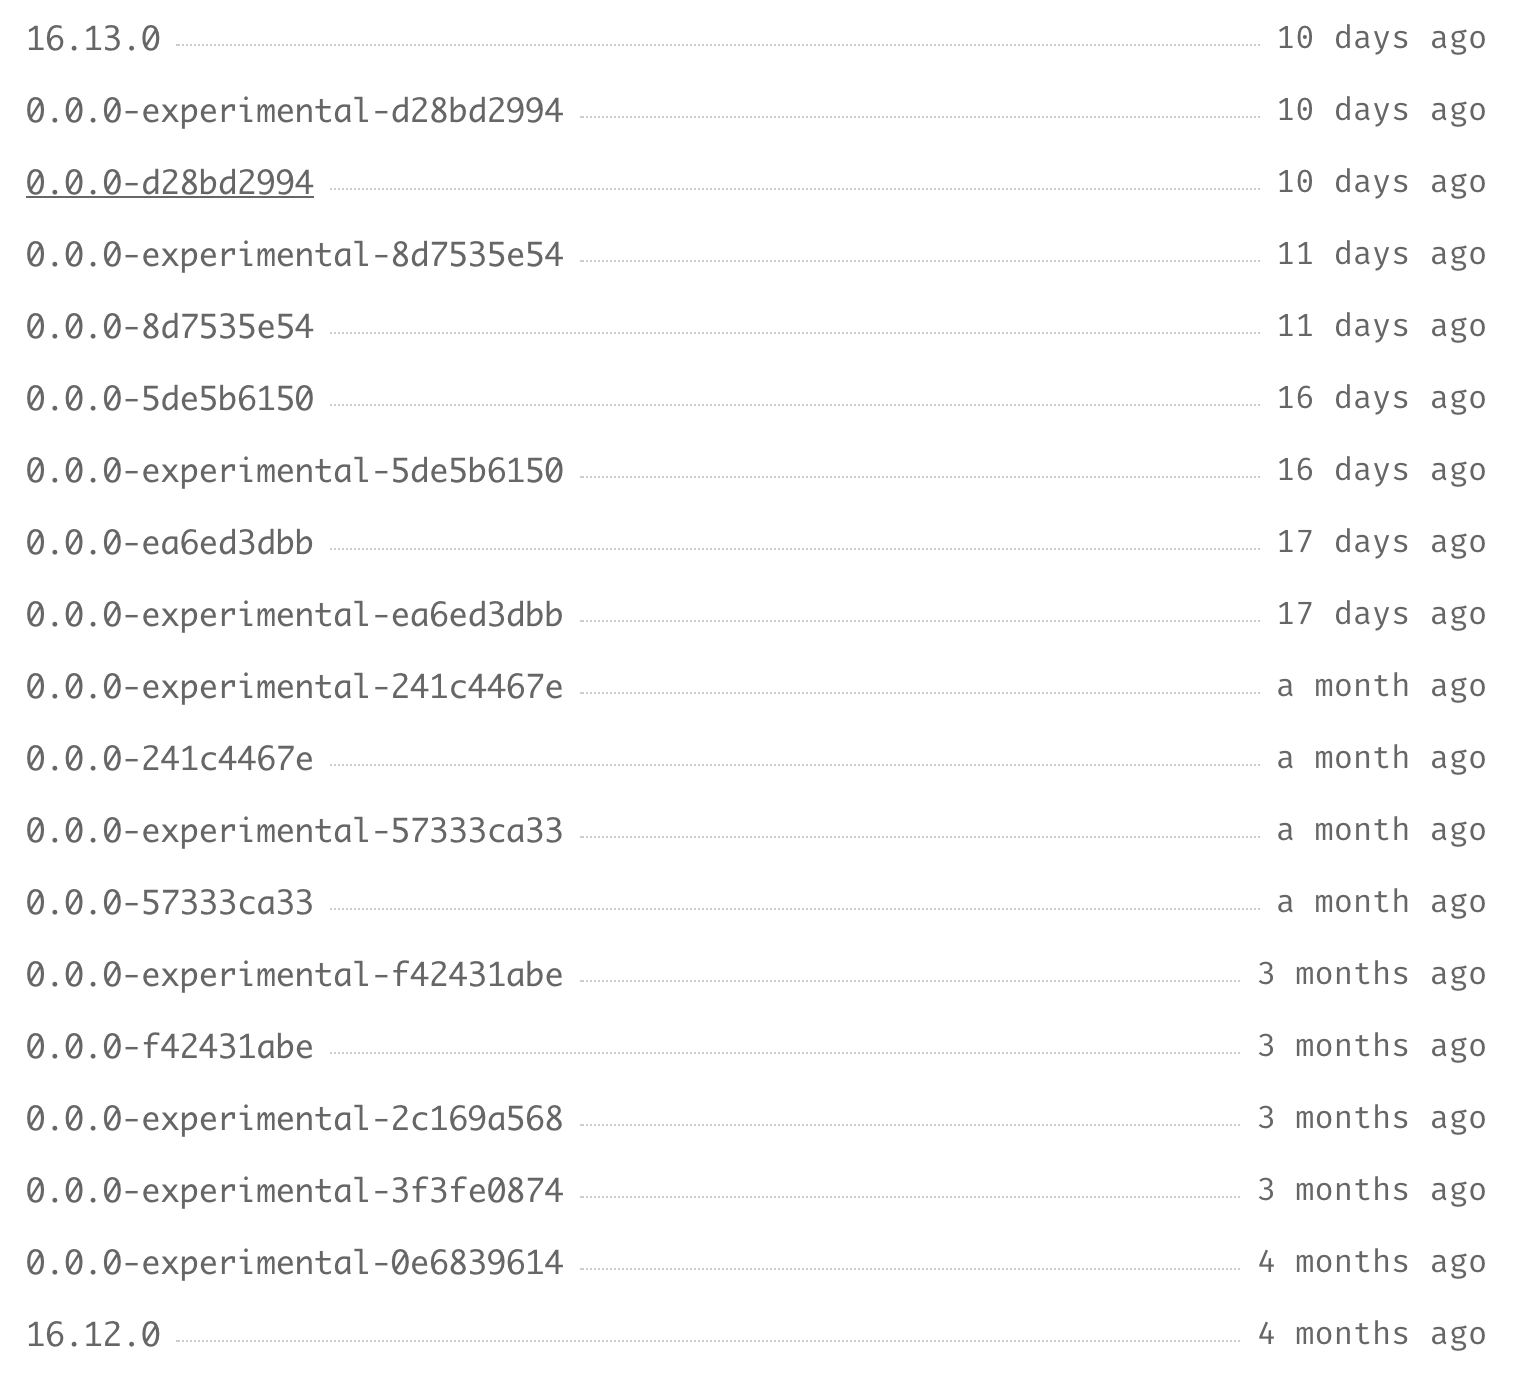 16.13.0 10 days ago
0.0.0-experimental-d28bd2994 10 days ago
0.0.0-d28bd2994 10 days ago
0.0.0-experimental-8d7535e54 11 days ago
0.0.0-8d7535e54 11 days ago
0.0.0-5de5b6150 16 days ago
0.0.0-experimental-5de5b6150 16 days ago
0.0.0-ea6ed3dbb 17 days ago
0.0.0-experimental-ea6ed3dbb 17 days ago
0.0.0-experimental-241c4467e a month ago
0.0.0-241c4467e a month ago
0.0.0-experimental-57333ca33 a month ago
0.0.0-57333ca33 a month ago
0.0.0-experimental-f42431abe 3 months ago
0.0.0-f42431abe 3 months ago
0.0.0-experimental-2c169a568 3 months ago
0.0.0-experimental-3f3fe0874 3 months ago
0.0.0-experimental-0e6839614 4 months ago
16.12.0 4 months ago